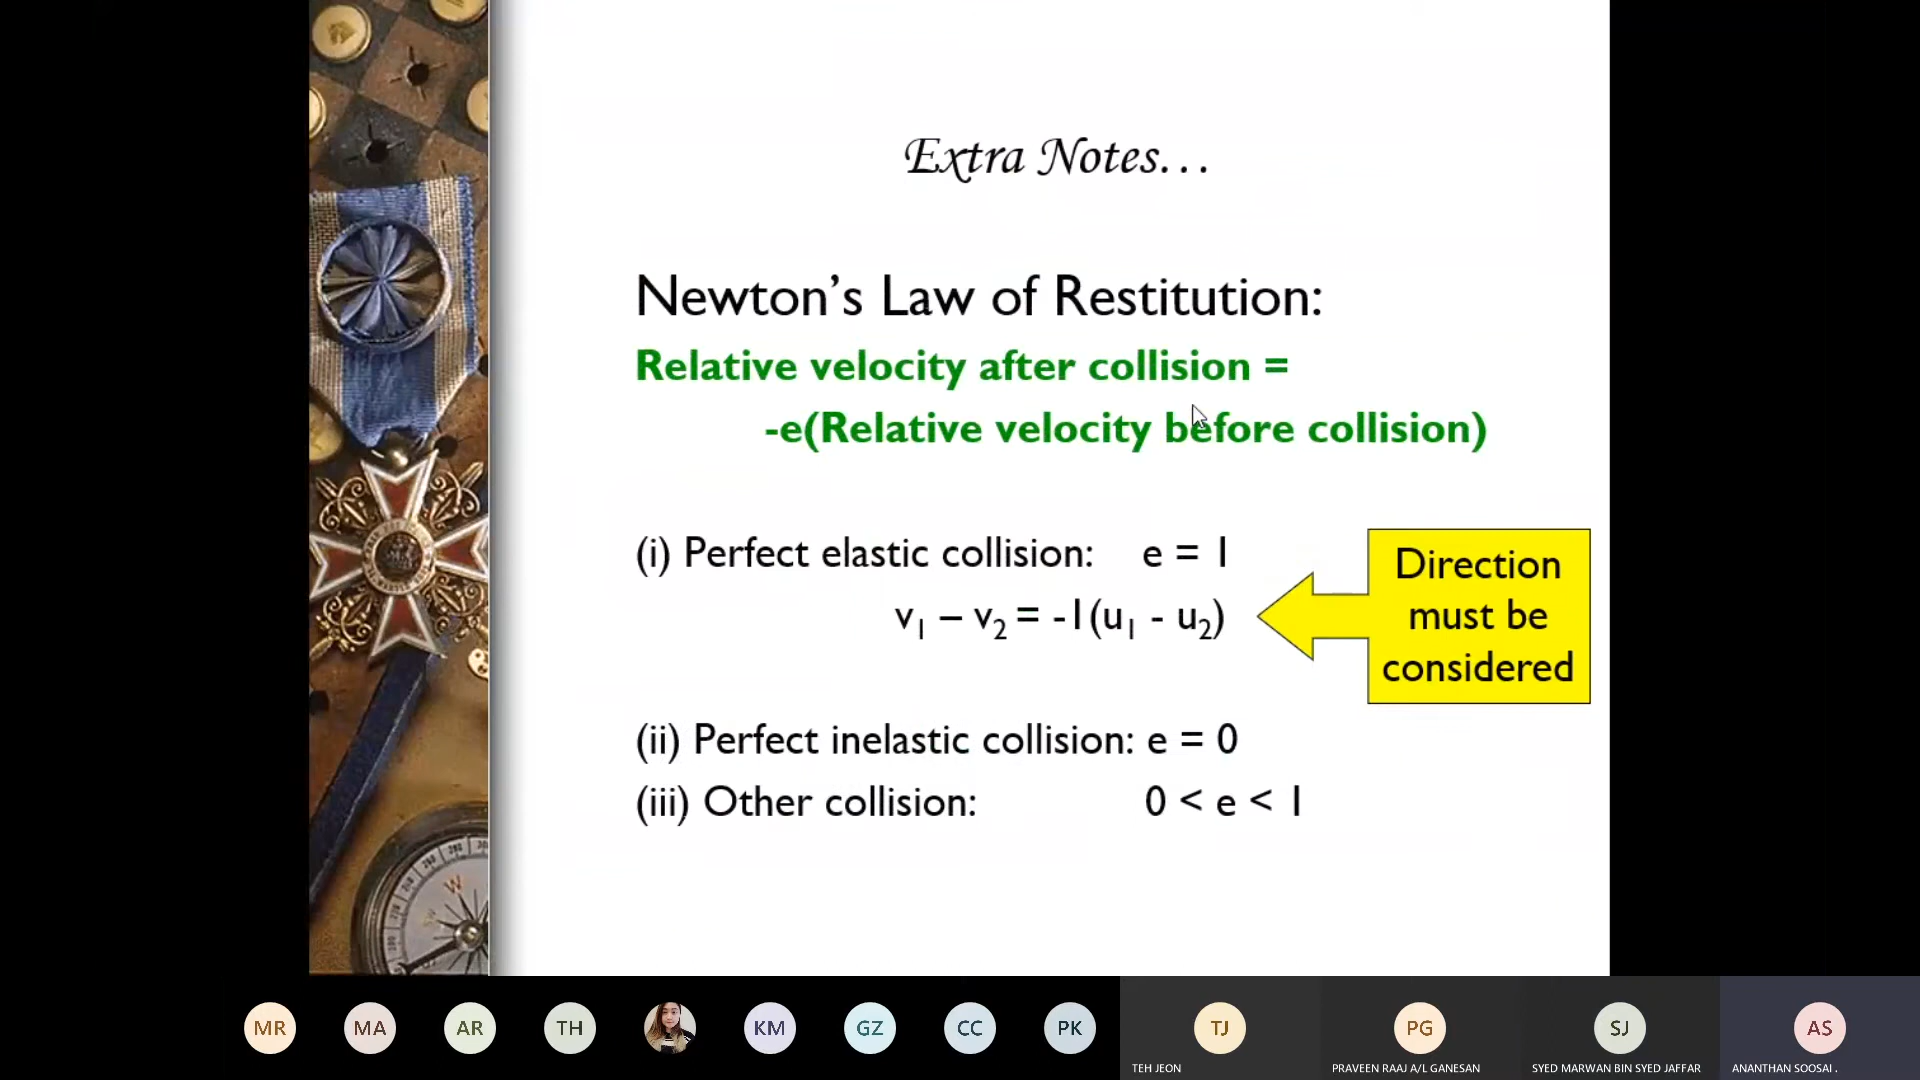 Extra Notes…
Newton’s Law of Restitution:
Relative velocity after collision =
-e(Relative velocity before collision)
(i) Perfect elastic collision: e = 1
v₁ – v₂ = -1(u₁ - u₂)
Direction
must be
considered
(ii) Perfect inelastic collision: e = 0
(iii) Other collision: 0 < e < 1
W
MR
MA
AR
TH
KM
GZ
CC
PK
TJ
PG
SJ
AS
TEH JEON
PRAVEEN RAAJ A/L GANESAN
SYED MARWAN BIN SYED JAFFAR
ANANTHAN SOOSAI .